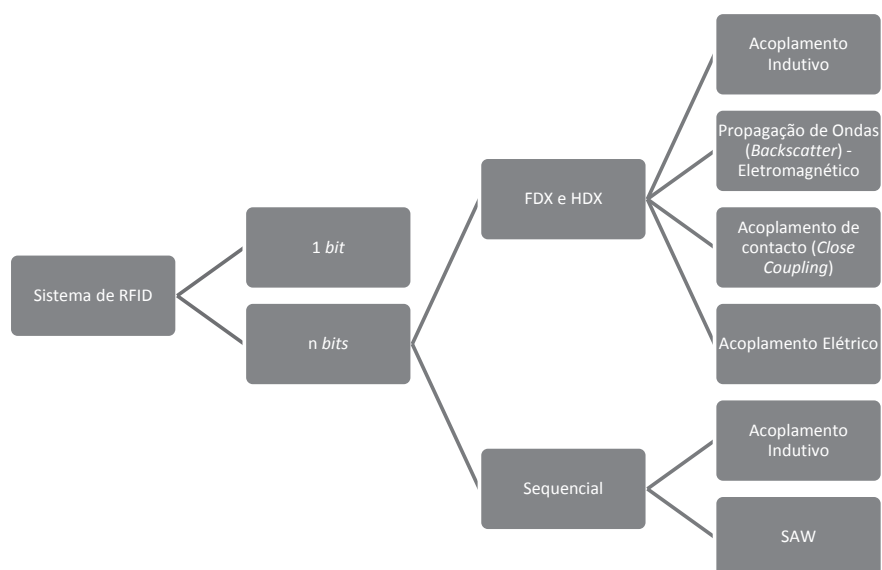 Sistema de RFID
1 bit
n bits
FDX e HDX
Sequencial
Acoplamento
Indutivo
Propagação de Ondas
(Backscatter) -
Eletromagnético
Acoplamento de
contacto (Close
Coupling)
Acoplamento Elétrico
Acoplamento
Indutivo
SAW